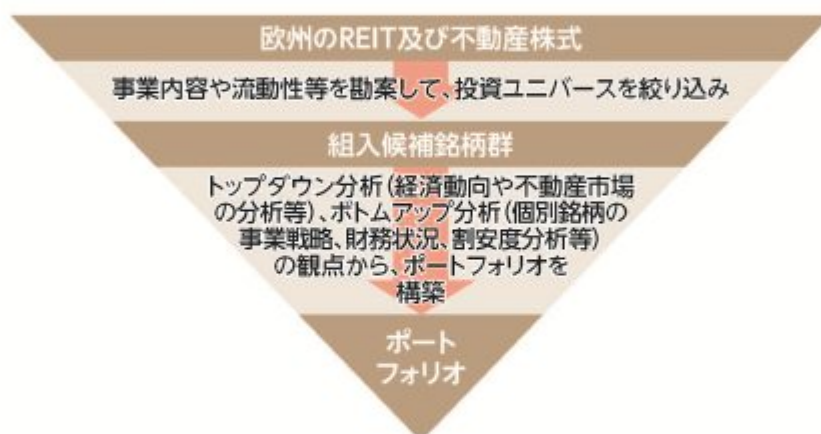 欧州のREIT及び不動産株式
事業内容や流動性等を勘案して、投資ユニバースを絞り込み
組入候補銘柄群
トップダウン分析(経済動向や不動産市場
の分析等)、ボトムアップ分析(個別銘柄の
事業戦略、財務状況、割安度分析等)
の観点から、ポートフォリオを
構築
ポート
フォリオ